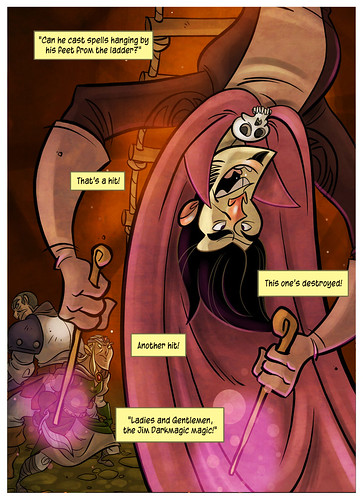 "Can he cast spells hanging by
his feet from the ladder?"
That's a hit!
This one's destroyed!
Another hit!
"Ladies and Gentlemen,
the Jim Darkmagic magic!"